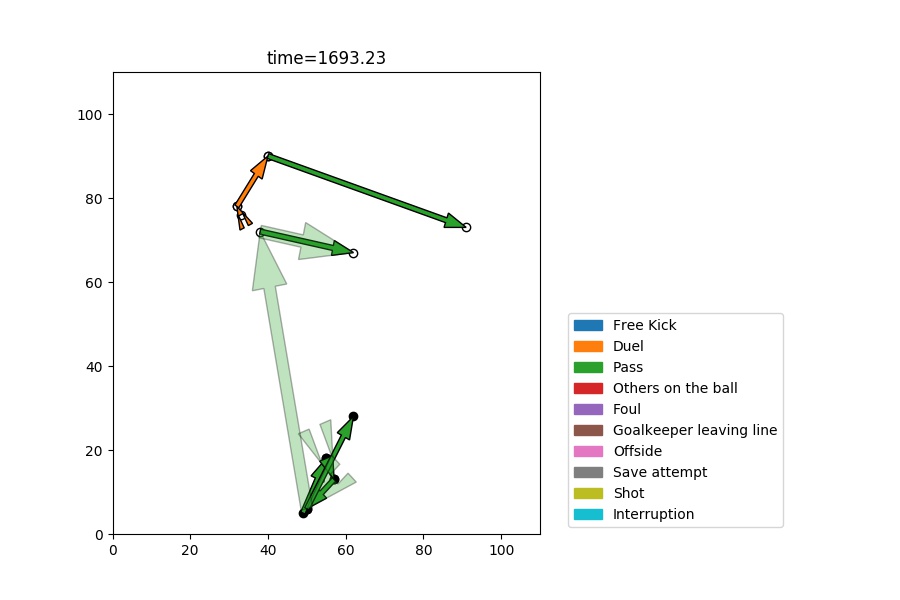 time=1693.23
100
80
60
40
20
0
0 20 40 60 80 100
Free Kick
Duel
Pass
Others on the ball
Foul
Goalkeeper leaving line
Offside
Save attempt
Shot
Interruption